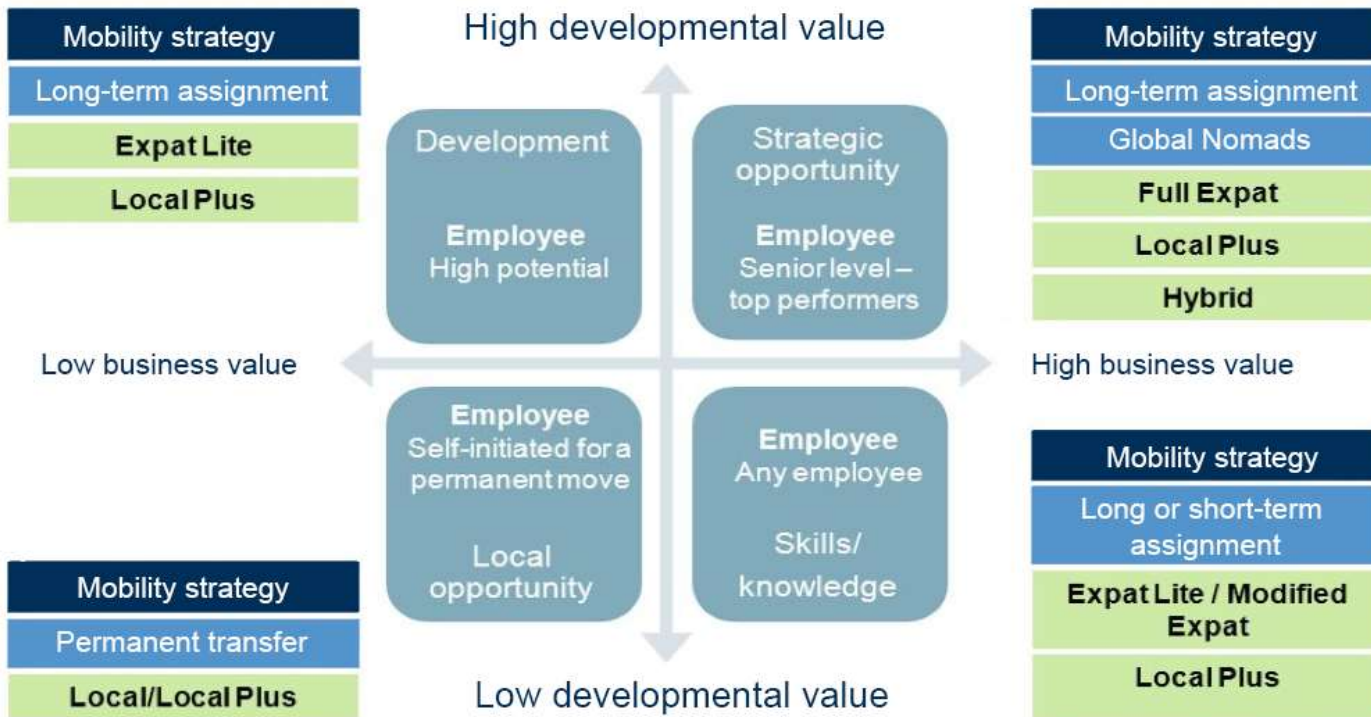 High developmental value
Mobility strategy
Long-term assignment
Expat Lite
Local Plus
Development
Employee
High potential
Strategic
opportunity
Employee
Senior level –
top performers
Mobility strategy
Long-term assignment
Global Nomads
Full Expat
Local Plus
Hybrid
Low business value
High business value
Employee
Self-initiated for a
permanent move
Local
opportunity
Employee
Any employee
Skills/
knowledge
Mobility strategy
Permanent transfer
Local/Local Plus
Mobility strategy
Long or short-term
assignment
Expat Lite / Modified
Expat
Local Plus
Low developmental value